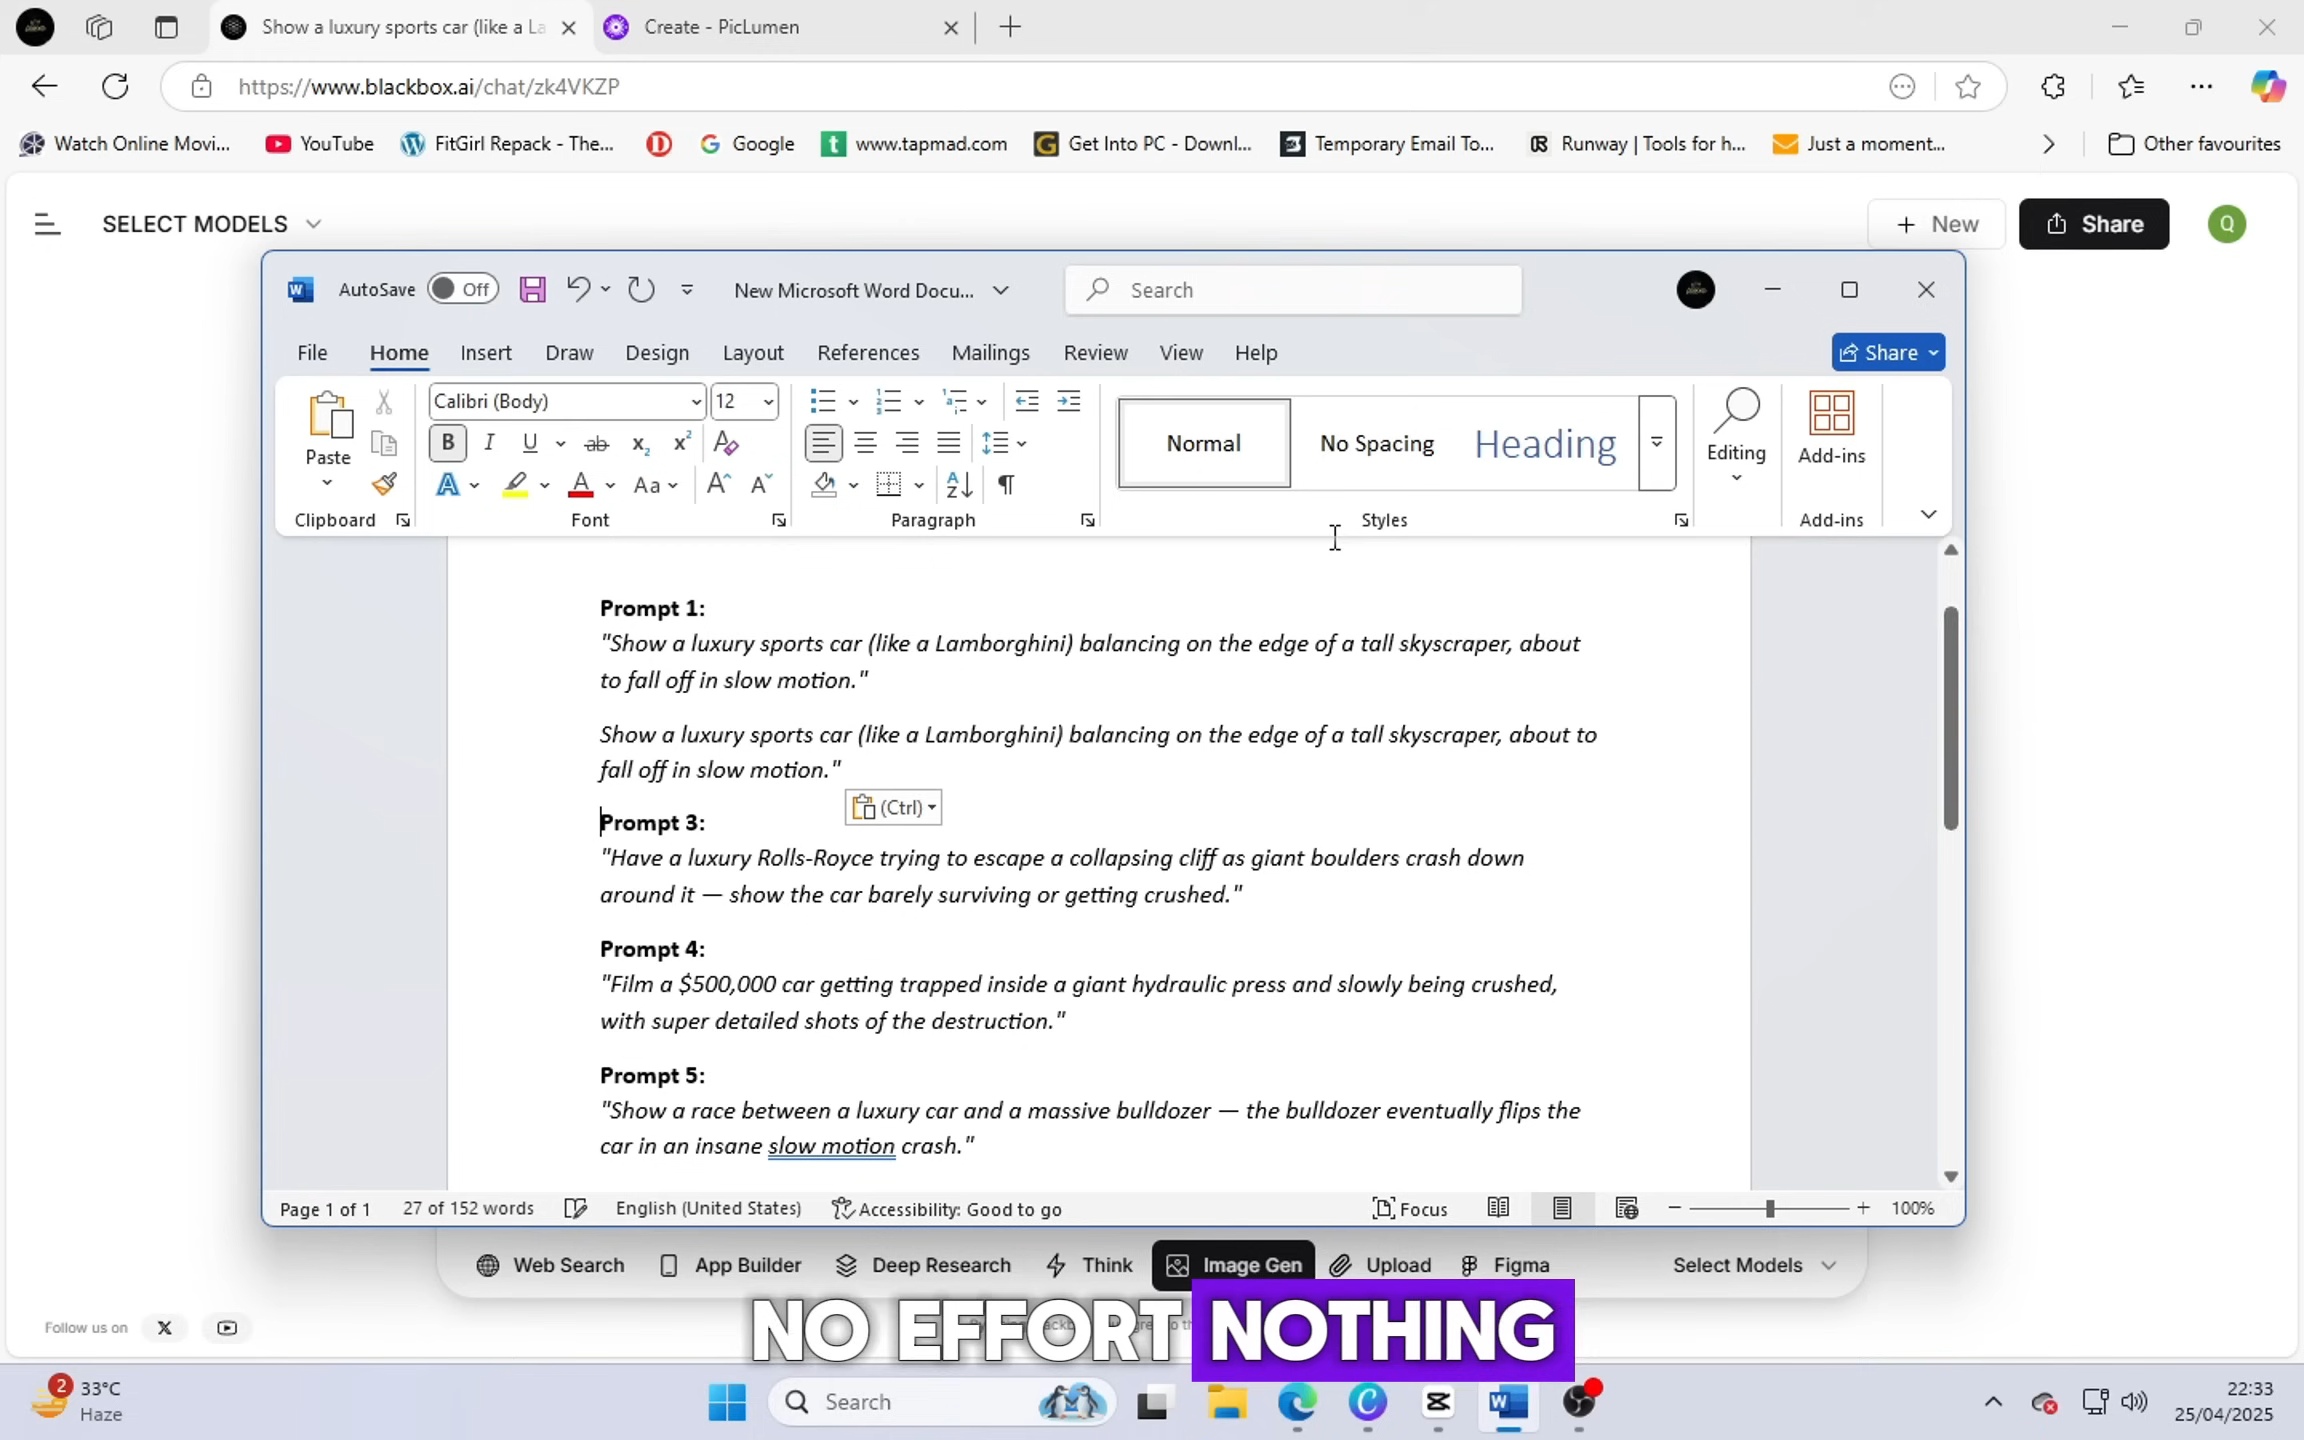 Show a luxury sports car (like a La
Create - PicLumen
https://www.blackbox.ai/chat/zk4VKZP
Watch Online Movi...
YouTube
FitGirl Repack - The...
Google
www.tapmad.com
Get Into PC - Downl...
Temporary Email To...
Runway | Tools for h...
Just a moment...
Other favourites
SELECT MODELS
New
Share
Q
AutoSave
Off
New Microsoft Word Docu...
Search
File
Home
Insert
Draw
Design
Layout
References
Mailings
Review
View
Help
Share
Paste
Calibri (Body)
12
Normal
No Spacing
Heading
Editing
Add-ins
Clipboard
Font
Paragraph
Styles
Add-ins
Prompt 1:
"Show a luxury sports car (like a Lamborghini) balancing on the edge of a tall skyscraper, about
to fall off in slow motion."
Show a luxury sports car (like a Lamborghini) balancing on the edge of a tall skyscraper, about to
fall off in slow motion."
(Ctrl)
Prompt 3:
"Have a luxury Rolls-Royce trying to escape a collapsing cliff as giant boulders crash down
around it — show the car barely surviving or getting crushed."
Prompt 4:
"Film a $500,000 car getting trapped inside a giant hydraulic press and slowly being crushed,
with super detailed shots of the destruction."
Prompt 5:
"Show a race between a luxury car and a massive bulldozer — the bulldozer eventually flips the
car in an insane slow motion crash."
Page 1 of 1
27 of 152 words
English (United States)
Accessibility: Good to go
Focus
100%
Web Search
App Builder
Deep Research
Think
Image Gen
Upload
Figma
Select Models
NO EFFORT NOTHING
Follow us on
2
33°C
Haze
Search
22:33
25/04/2025